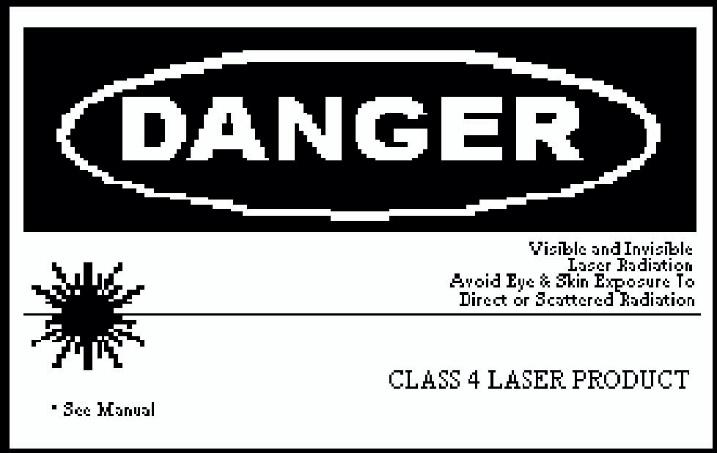 DANGER
Visible and Invisible
Laser Radiation
Avoid Eye & Skin Exposure To
Direct or Scattered Radiation
CLASS 4 LASER PRODUCT
* See Manual